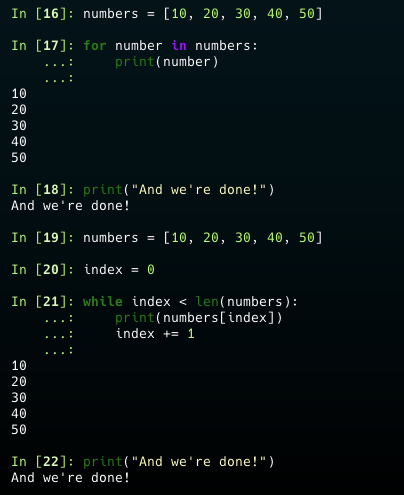 In [16]: numbers = [10, 20, 30, 40, 50]
In [17]: for number in numbers:
    ...:     print(number)
    ...:
10
20
30
40
50
In [18]: print("And we're done!")
And we're done!
In [19]: numbers = [10, 20, 30, 40, 50]
In [20]: index = 0
In [21]: while index < len(numbers):
    ...:     print(numbers[index])
    ...:     index += 1
    ...:
10
20
30
40
50
In [22]: print("And we're done!")
And we're done!